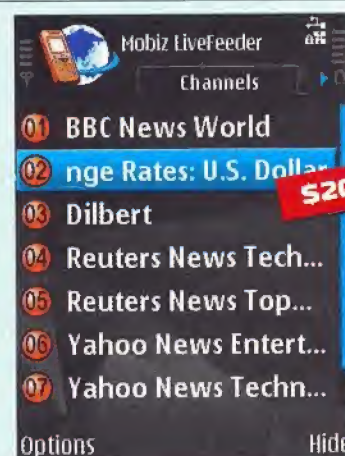 Mobiz LiveFeeder
Channels
01 BBC News World
02 nge Rates: U.S. Dollar
$20
03 Dilbert
04 Reuters News Tech...
05 Reuters News Top...
06 Yahoo News Entert...
07 Yahoo News Techn...
Options Hide